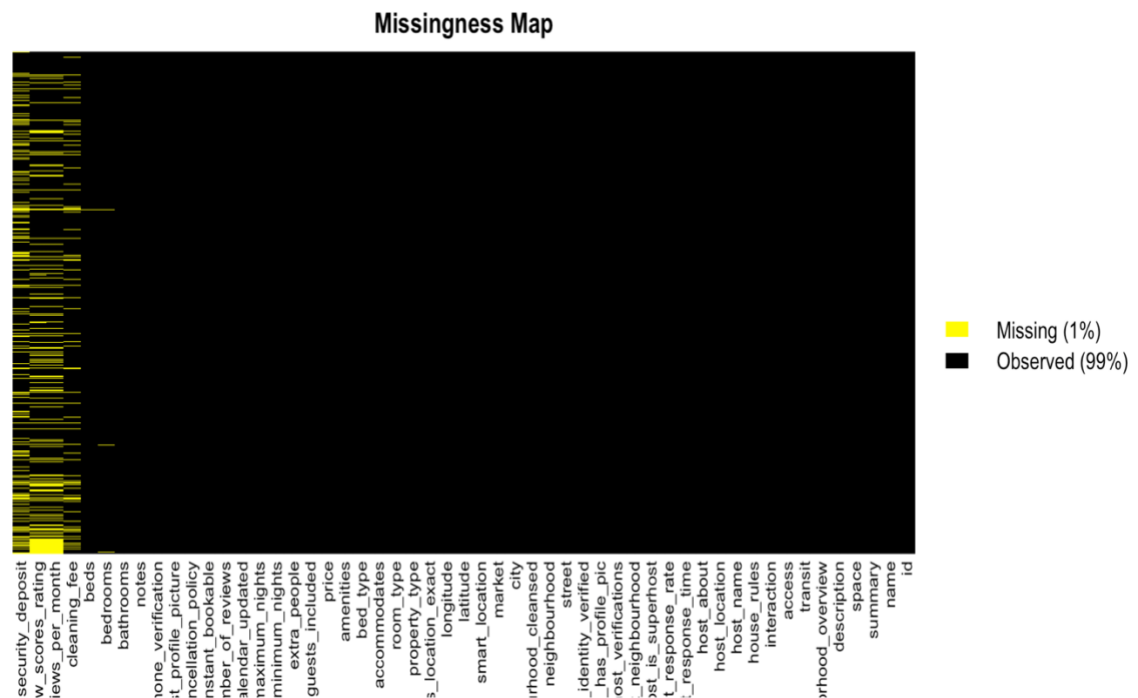 Missingness Map
Missing (1%)
Observed (99%)
security_deposit
w_scores_rating
iews_per_month
cleaning_fee
beds
bedrooms
bathrooms
notes
hone_verification
st_profile_picture
ncellation_policy
nstant_bookable
mber_of_reviews
alendar_updated
maximum_nights
minimum_nights
extra_people
guests_included
price
amenities
bed_type
accommodates
room_type
property_type
s_location_exact
longitude
latitude
smart_location
market
city
urhood_cleansed
neighbourhood
street
_identity_verified
_has_profile_pic
ost_verifications
_neighbourhood
ost_is_superhost
t_response_rate
t_response_time
host_about
host_location
host_name
house_rules
interaction
access
transit
orhood_overview
description
space
summary
name
id